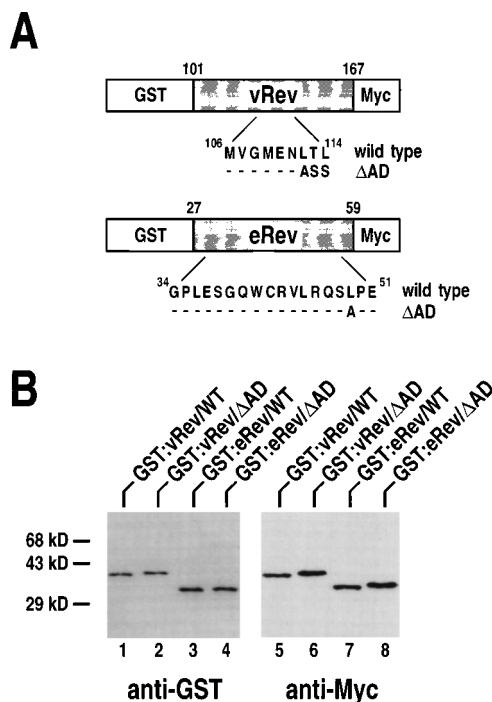 A
101 167
GST vRev Myc
106 MVGMENLTL 114 wild type
- - - - - - ASS ΔAD
27 59
GST eRev Myc
34 GPLESGQWCRVLRQSLPE 51 wild type
- - - - - - - - - - - - - - - A - - ΔAD
B
GST:vRev/WT
GST:vRev/ΔAD
GST:eRev/WT
GST:eRev/ΔAD
GST:vRev/WT
GST:vRev/ΔAD
GST:eRev/WT
GST:eRev/ΔAD
68 kD
43 kD
29 kD
1 2 3 4 5 6 7 8
anti-GST anti-Myc